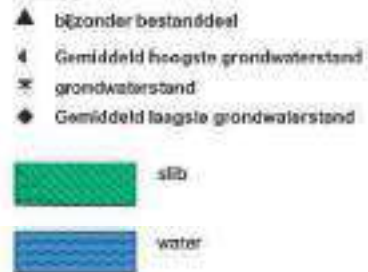 bijzonder bestanddeel
Gemiddeld hoogste grondwaterstand
grondwaterstand
Gemiddeld laagste grondwaterstand
slib
water